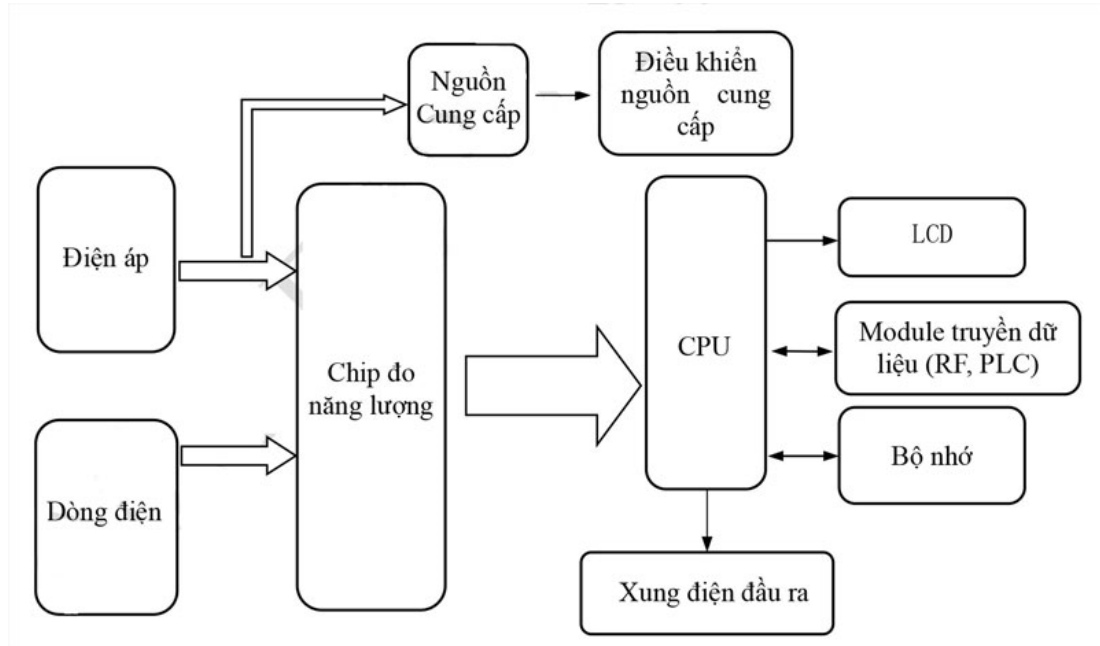 Nguồn
Cung cấp
Điều khiển
nguồn cung
cấp
Điện áp
Chip đo
năng lượng
Dòng điện
CPU
LCD
Module truyền dữ
liệu (RF, PLC)
Bộ nhớ
Xung điện đầu ra